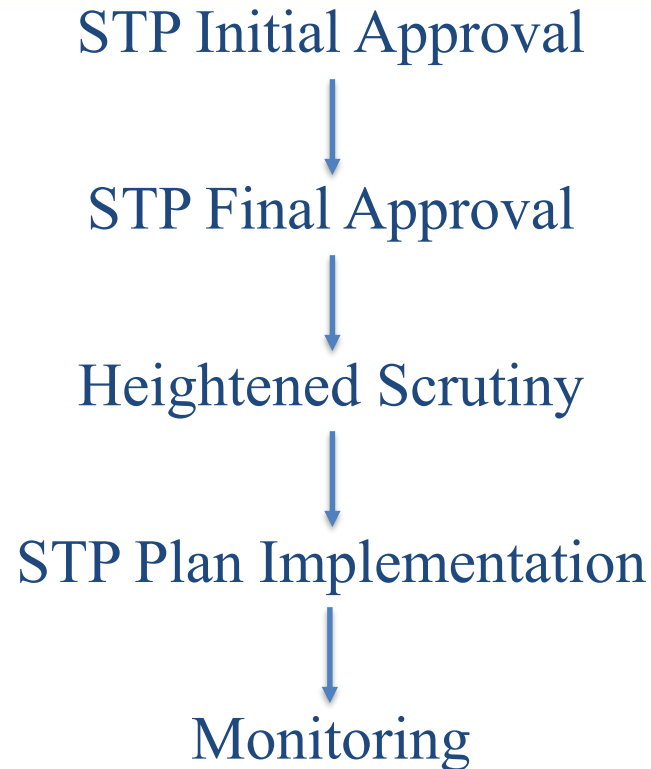 STP Initial Approval
STP Final Approval
Heightened Scrutiny
STP Plan Implementation
Monitoring